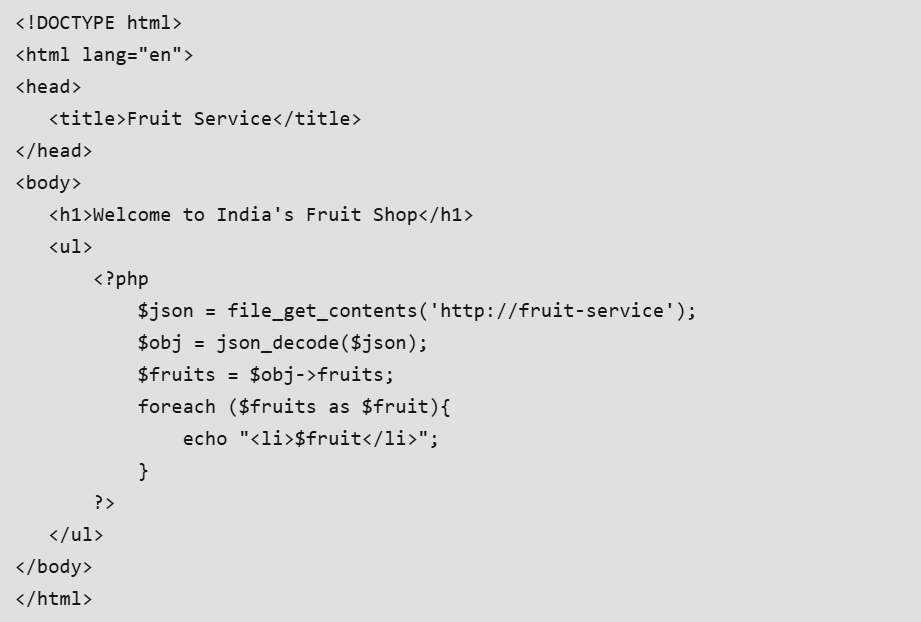 <!DOCTYPE html>
<html lang="en">
<head>
   <title>Fruit Service</title>
</head>
<body>
   <h1>Welcome to India's Fruit Shop</h1>
   <ul>
       <?php
           $json = file_get_contents('http://fruit-service');
           $obj = json_decode($json);
           $fruits = $obj->fruits;
           foreach ($fruits as $fruit){
               echo "<li>$fruit</li>";
           }
       ?>
   </ul>
</body>
</html>